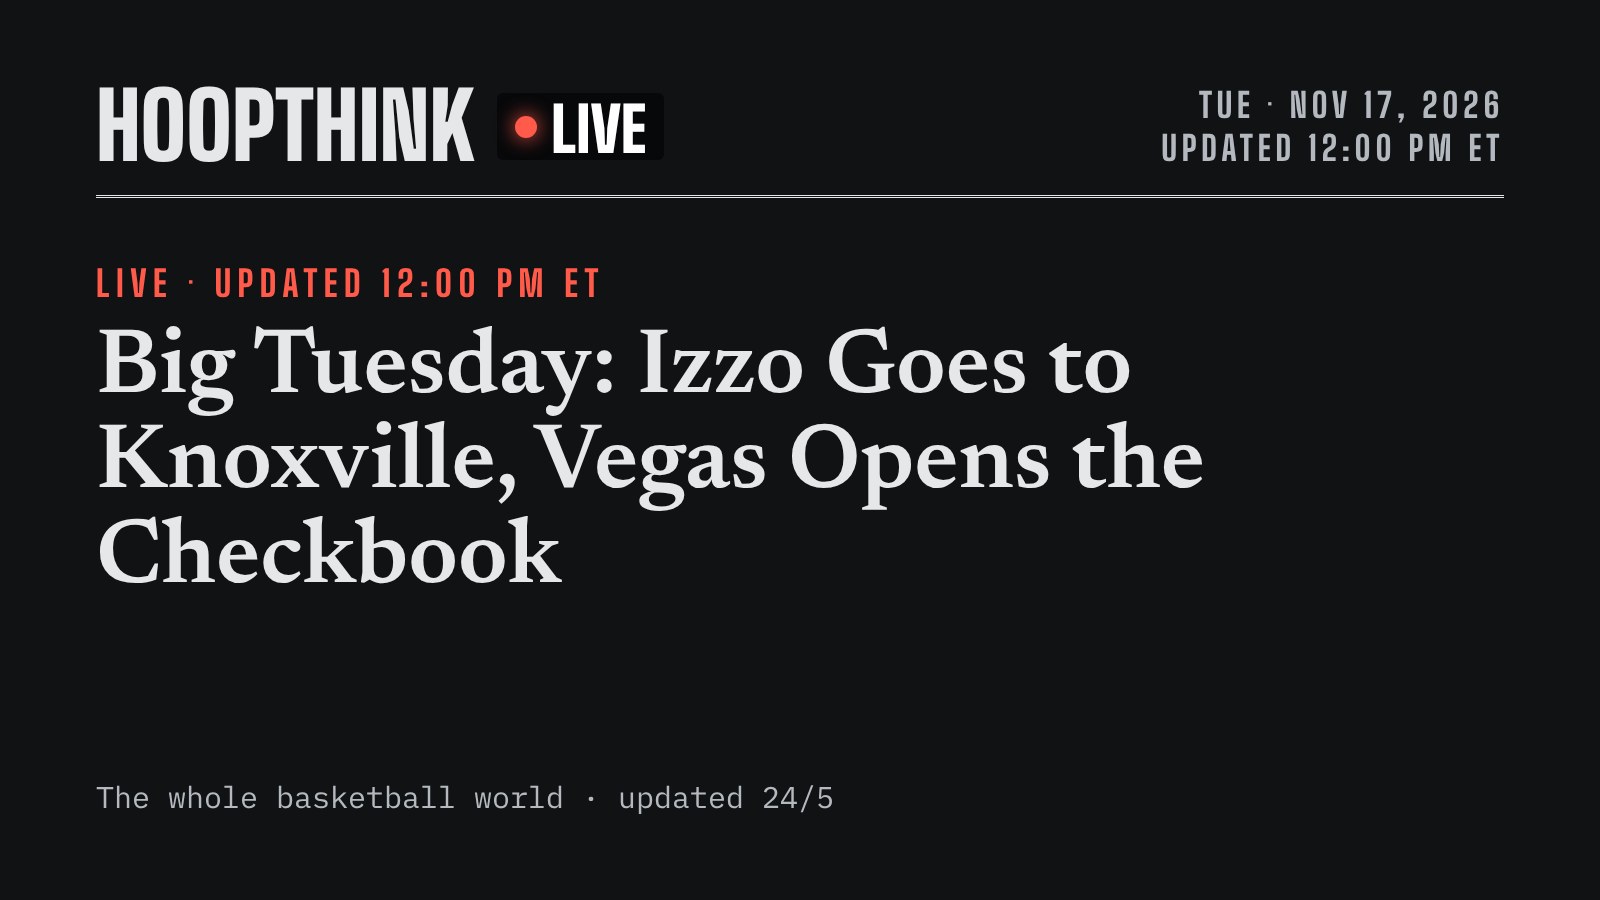 HOOPTHINK LIVE
TUE · NOV 17, 2026
UPDATED 12:00 PM ET
LIVE · UPDATED 12:00 PM ET
Big Tuesday: Izzo Goes to
Knoxville, Vegas Opens the
Checkbook
The whole basketball world · updated 24/5